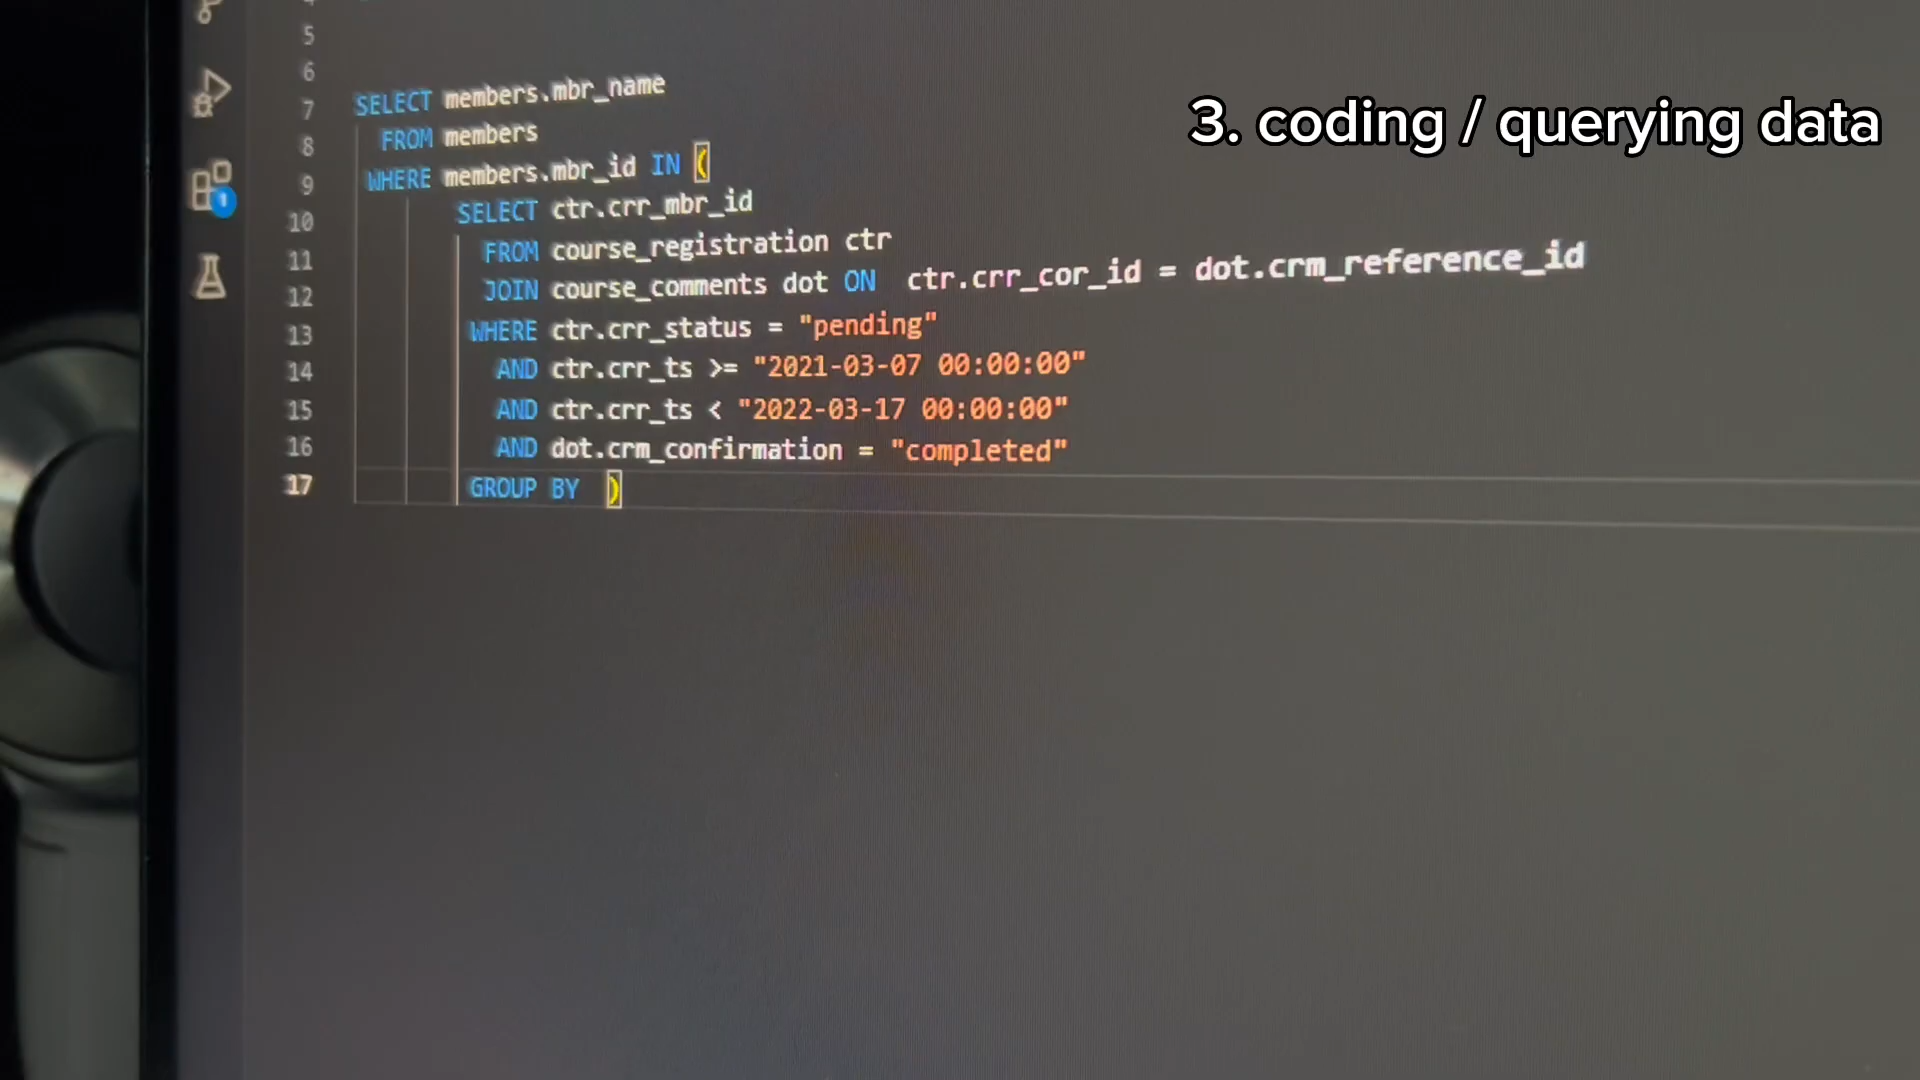 3. coding / querying data
5
6
7 SELECT members.mbr_name
8 FROM members
9 WHERE members.mbr_id IN (
10 SELECT ctr.crr_mbr_id
11 FROM course_registration ctr
12 JOIN course_comments dot ON ctr.crr_cor_id = dot.crm_reference_id
13 WHERE ctr.crr_status = "pending"
14 AND ctr.crr_ts >= "2021-03-07 00:00:00"
15 AND ctr.crr_ts < "2022-03-17 00:00:00"
16 AND dot.crm_confirmation = "completed"
17 GROUP BY )
1